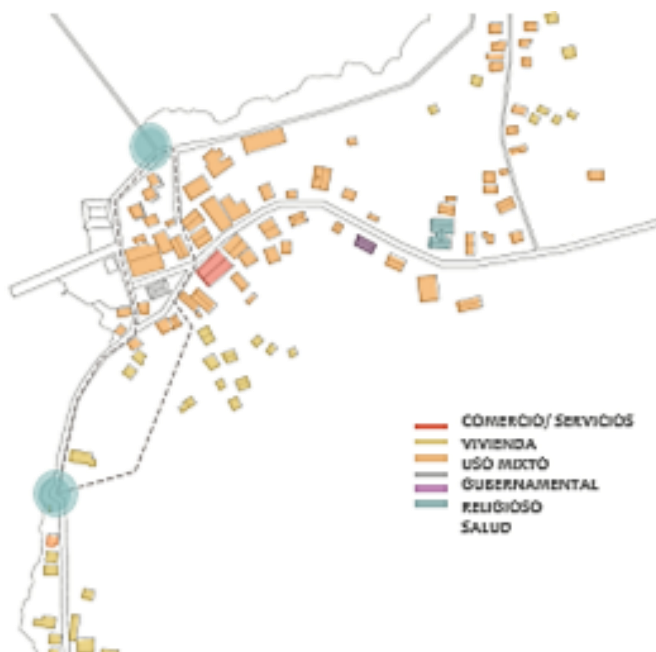 COMERCIO/ SERVICIOS
VIVIENDA
USO MIXTO
GUBERNAMENTAL
RELIGIOSO
SALUD